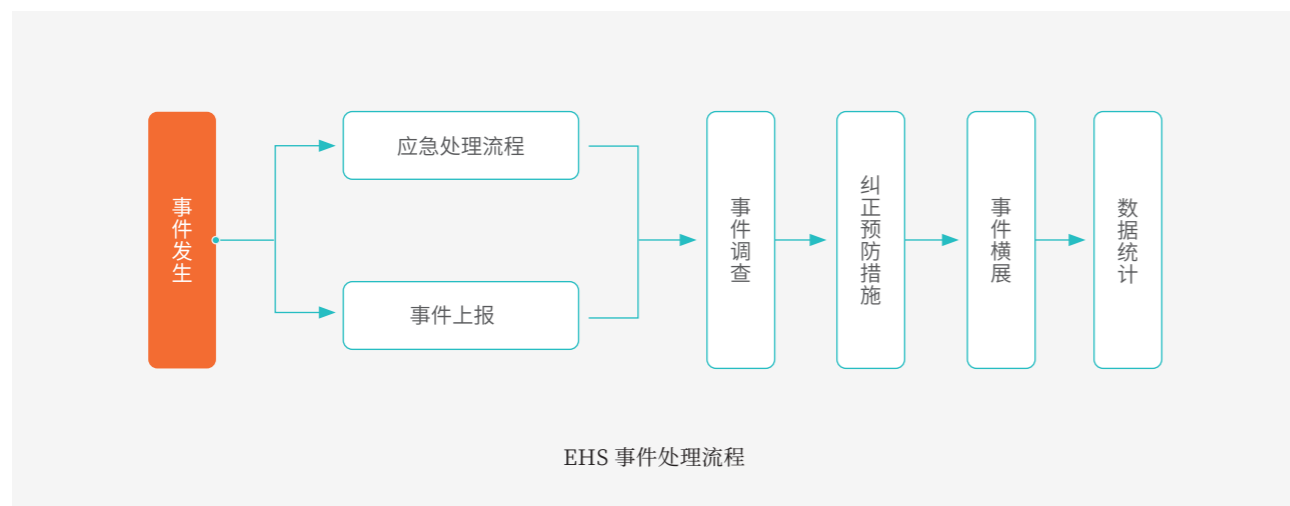 事件发生
应急处理流程
事件上报
事件调查
纠正预防措施
事件横展
数据统计
EHS 事件处理流程